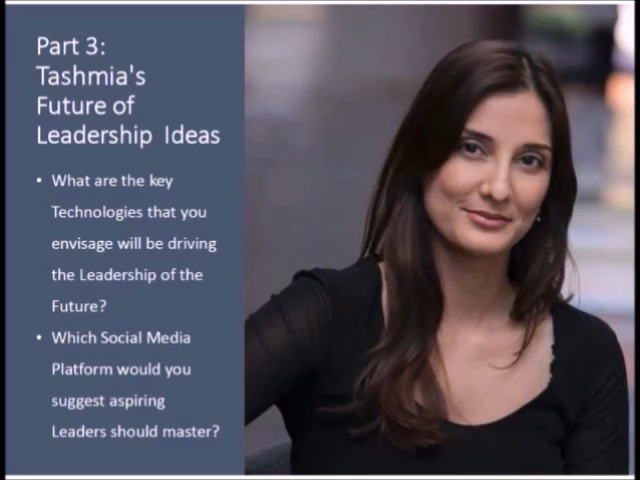 Part 3:
Tashmia's
Future of
Leadership Ideas
• What are the key
Technologies that you
envisage will be driving
the Leadership of the
Future?
• Which Social Media
Platform would you
suggest aspiring
Leaders should master?